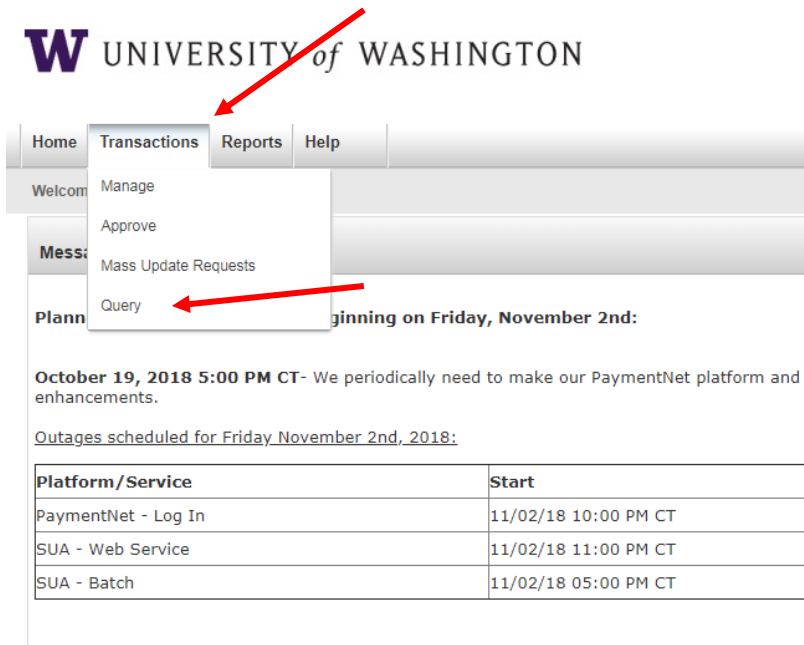 W UNIVERSITY of WASHINGTON
Home Transactions Reports Help
Welcom
Manage
Approve
Messa
Mass Update Requests
Query
Plann ginning on Friday, November 2nd:
October 19, 2018 5:00 PM CT- We periodically need to make our PaymentNet platform and
enhancements.
Outages scheduled for Friday November 2nd, 2018:
Platform/Service Start
PaymentNet - Log In 11/02/18 10:00 PM CT
SUA - Web Service 11/02/18 11:00 PM CT
SUA - Batch 11/02/18 05:00 PM CT